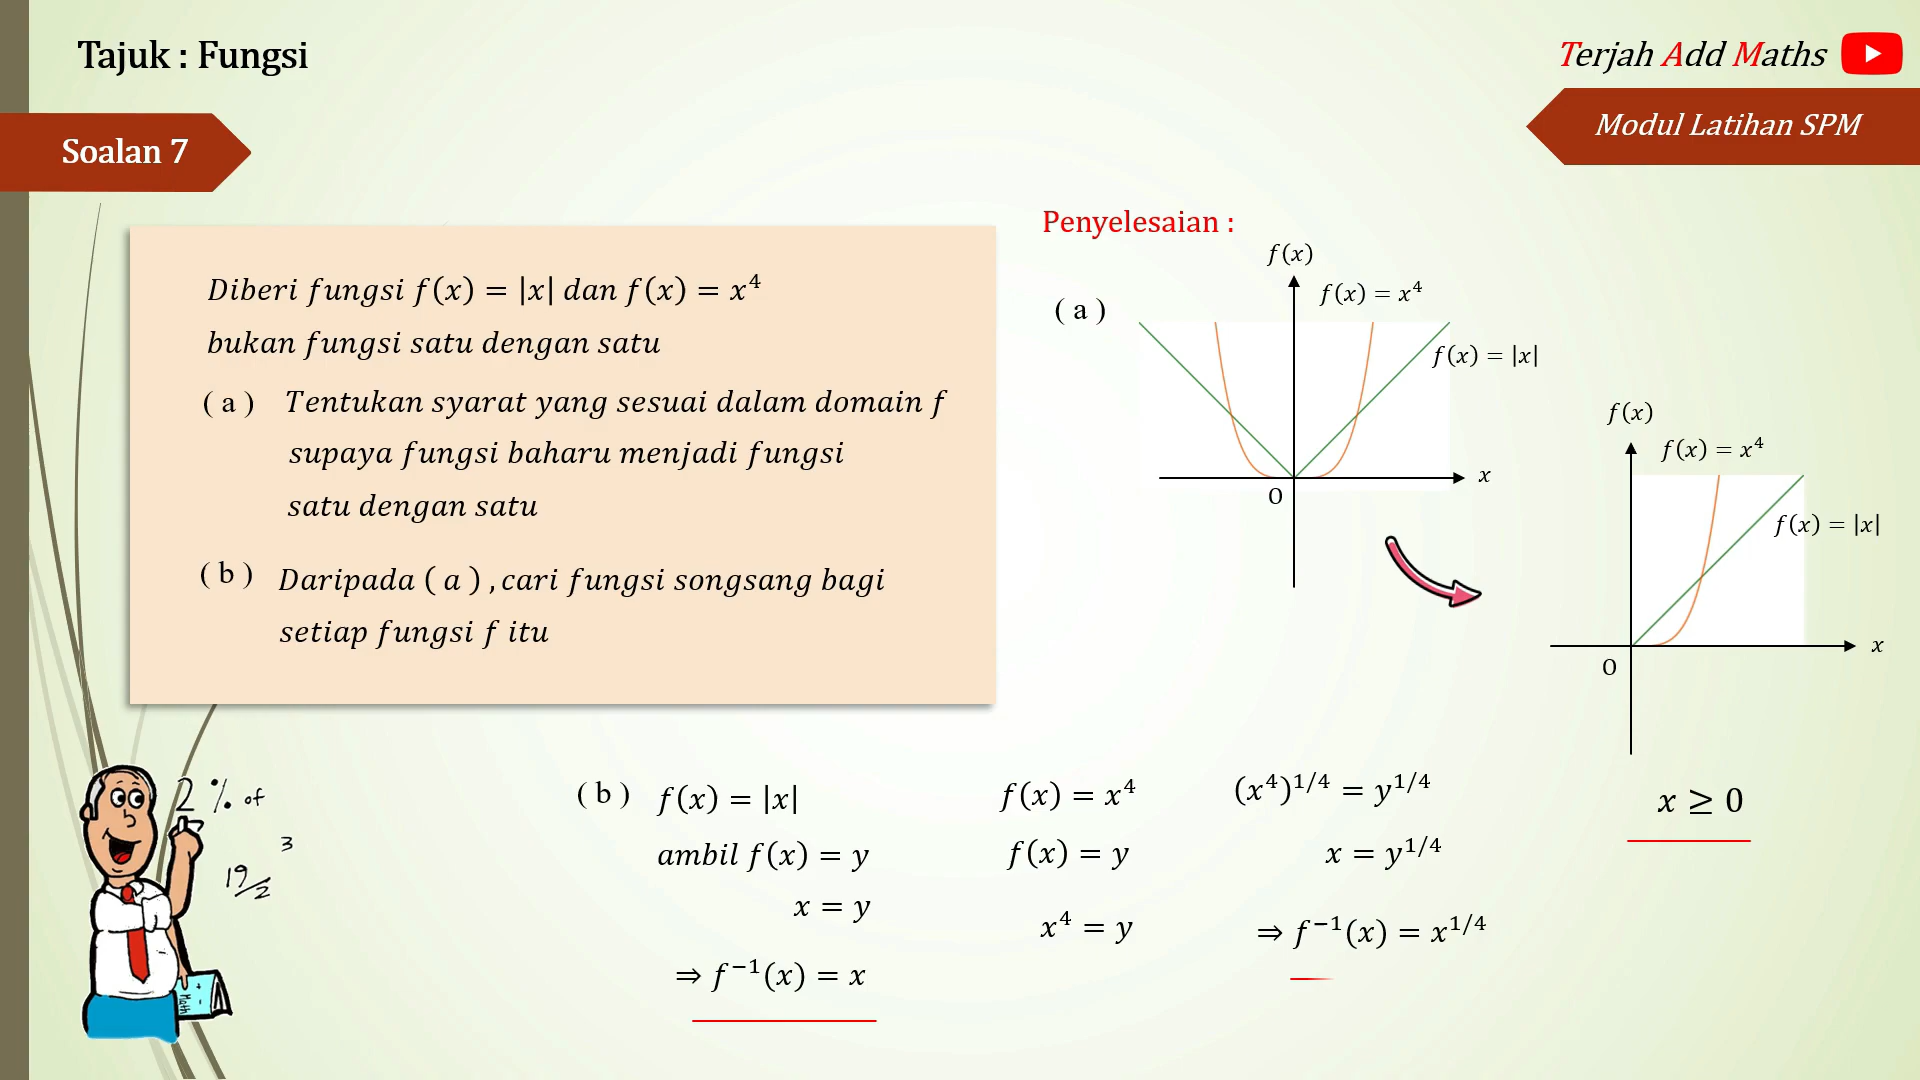 Tajuk : Fungsi
Terjah Add Maths
Modul Latihan SPM
Soalan 7
Diberi fungsi f(x) = |x| dan f(x) = x⁴
bukan fungsi satu dengan satu
( a ) Tentukan syarat yang sesuai dalam domain f
supaya fungsi baharu menjadi fungsi
satu dengan satu
( b ) Daripada ( a ) , cari fungsi songsang bagi
setiap fungsi f itu
Penyelesaian :
( a )
f(x)
f(x) = x⁴
f(x) = |x|
x
O
f(x)
f(x) = x⁴
f(x) = |x|
x
O
x ≥ 0
( b ) f(x) = |x|
ambil f(x) = y
x = y
⇒ f⁻¹(x) = x
f(x) = x⁴
f(x) = y
x⁴ = y
(x⁴)^1/4 = y^1/4
x = y^1/4
⇒ f⁻¹(x) = x^1/4
2 % of
3
19/2
Math